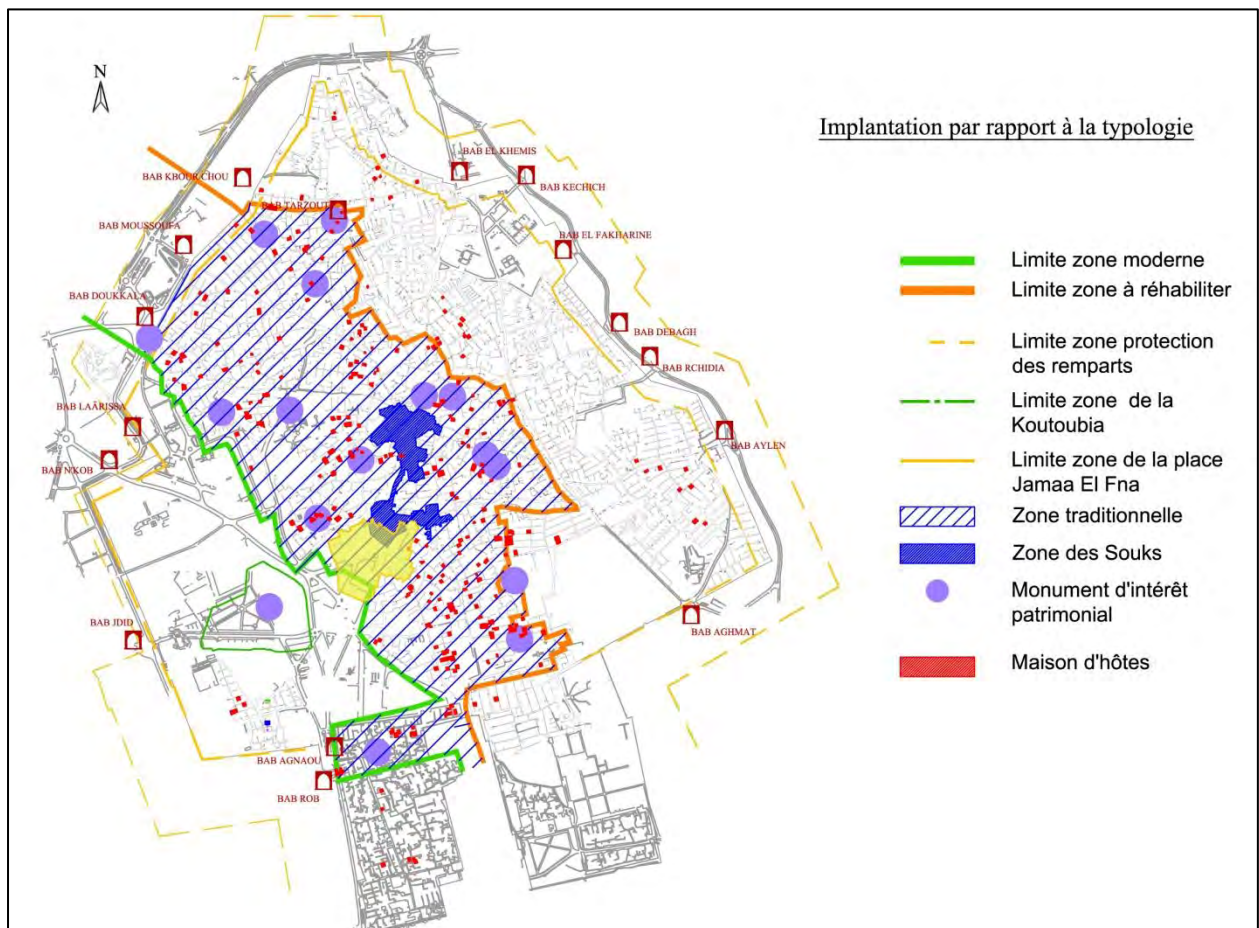 N
Implantation par rapport à la typologie
BAB EL KHEMIS
BAB KBOUR CHOU
BAB KECHICH
BAB TARZOUT
BAB MOUSSOUFA
BAB EL FAKHARINE
BAB DOUKKALA
BAB DEBAGH
BAB RCHIDIA
BAB LAÂRISSA
BAB AYLEN
BAB NKOB
BAB JDID
BAB AGHMAT
BAB AGNAOU
BAB ROB
Limite zone moderne
Limite zone à réhabiliter
Limite zone protection
des remparts
Limite zone de la
Koutoubia
Limite zone de la place
Jamaa El Fna
Zone traditionnelle
Zone des Souks
Monument d'intérêt
patrimonial
Maison d'hôtes